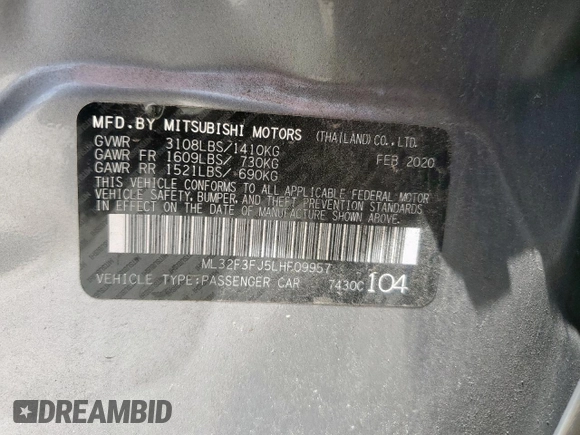 MFD.BY MITSUBISHI MOTORS (THAILAND) CO.,LTD.
GVWR- 3108LBS/1410KG FEB 2020
GAWR FR 1609LBS/ 730KG
GAWR RR 1521LBS/ 690KG
THIS VEHICLE CONFORMS TO ALL APPLICABLE FEDERAL MOTOR
VEHICLE SAFETY, BUMPER, AND THEFT PREVENTION STANDARDS
IN EFFECT ON THE DATE OF MANUFACTURE SHOWN ABOVE.
ML32F3FJ5LHF09957
VEHICLE TYPE:PASSENGER CAR 7430C 104
DREAMBID